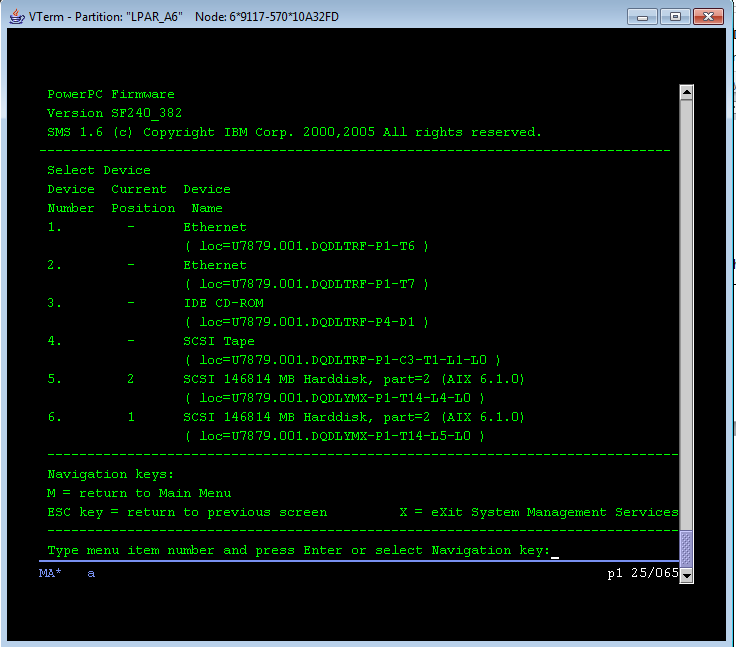 VTerm - Partition: "LPAR_A6"   Node: 6*9117-570*10A32FD
PowerPC Firmware
Version SF240_382
SMS 1.6 (c) Copyright IBM Corp. 2000,2005 All rights reserved.
Select Device
Device  Current  Device
Number  Position  Name
1.        -      Ethernet
( loc=U7879.001.DQDLTRF-P1-T6 )
2.        -      Ethernet
( loc=U7879.001.DQDLTRF-P1-T7 )
3.        -      IDE CD-ROM
( loc=U7879.001.DQDLTRF-P4-D1 )
4.        -      SCSI Tape
( loc=U7879.001.DQDLTRF-P1-C3-T1-L1-L0 )
5.        2      SCSI 146814 MB Harddisk, part=2 (AIX 6.1.0)
( loc=U7879.001.DQDLYMX-P1-T14-L4-L0 )
6.        1      SCSI 146814 MB Harddisk, part=2 (AIX 6.1.0)
( loc=U7879.001.DQDLYMX-P1-T14-L5-L0 )
Navigation keys:
M = return to Main Menu
ESC key = return to previous screen         X = eXit System Management Services
Type menu item number and press Enter or select Navigation key:_
MA*   a   p1 25/065